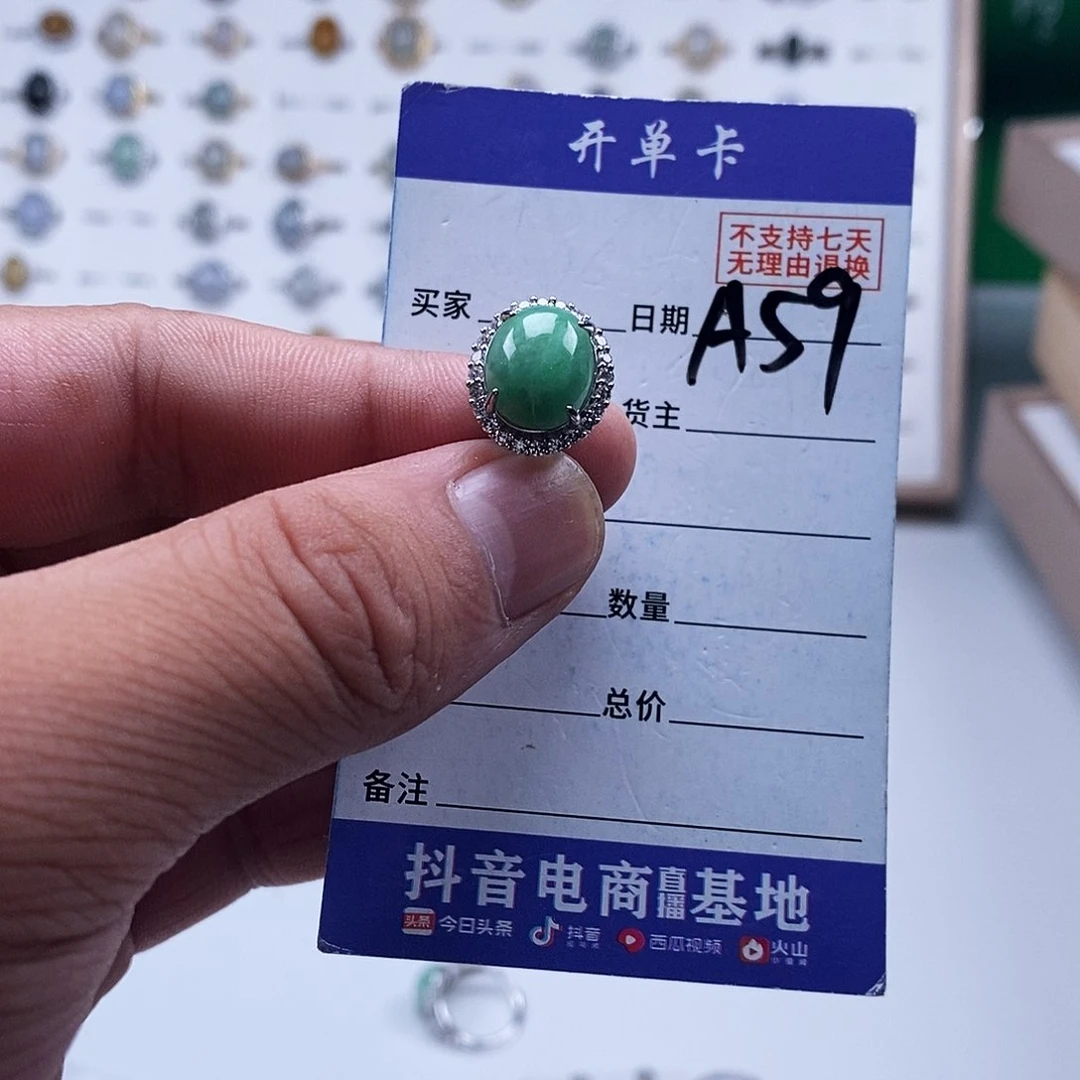 开单卡
不支持七天
无理由退换
买家 日期 A59
货主
数量
总价
备注
抖音电商直播基地
头条 今日头条 抖音 西瓜视频 火山